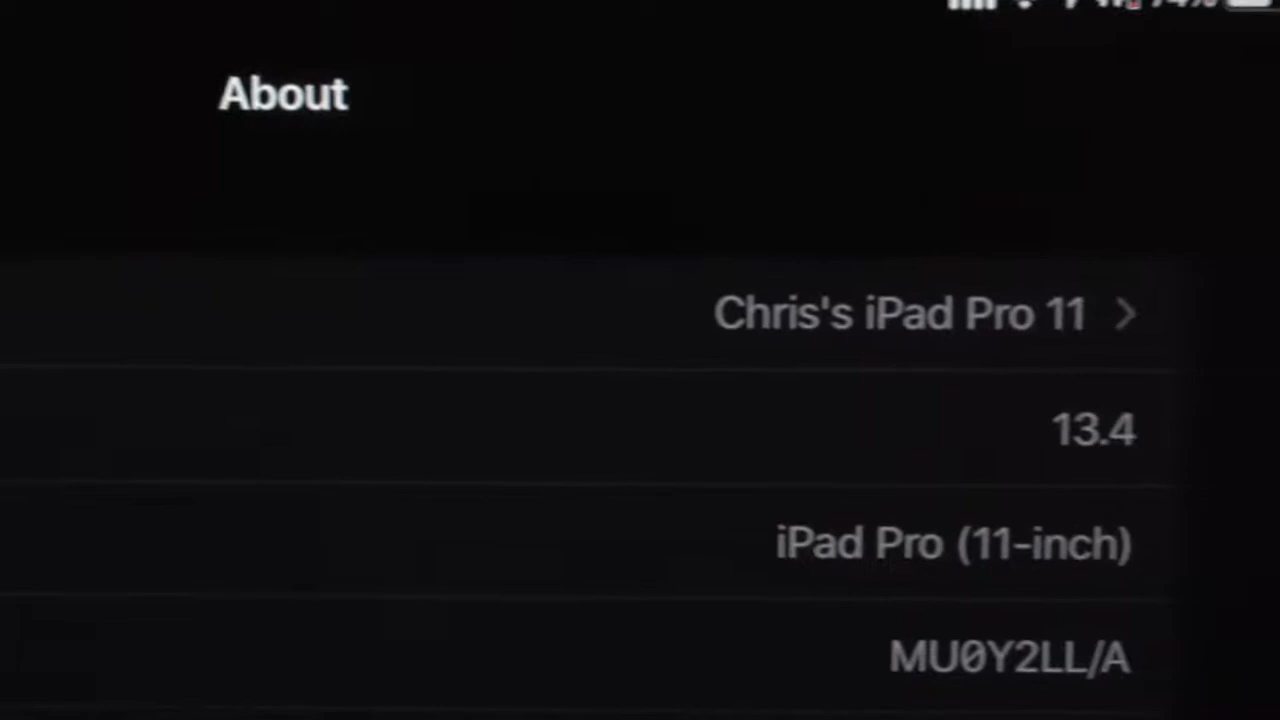 About
Chris's iPad Pro 11
13.4
iPad Pro (11-inch)
MU0Y2LL/A